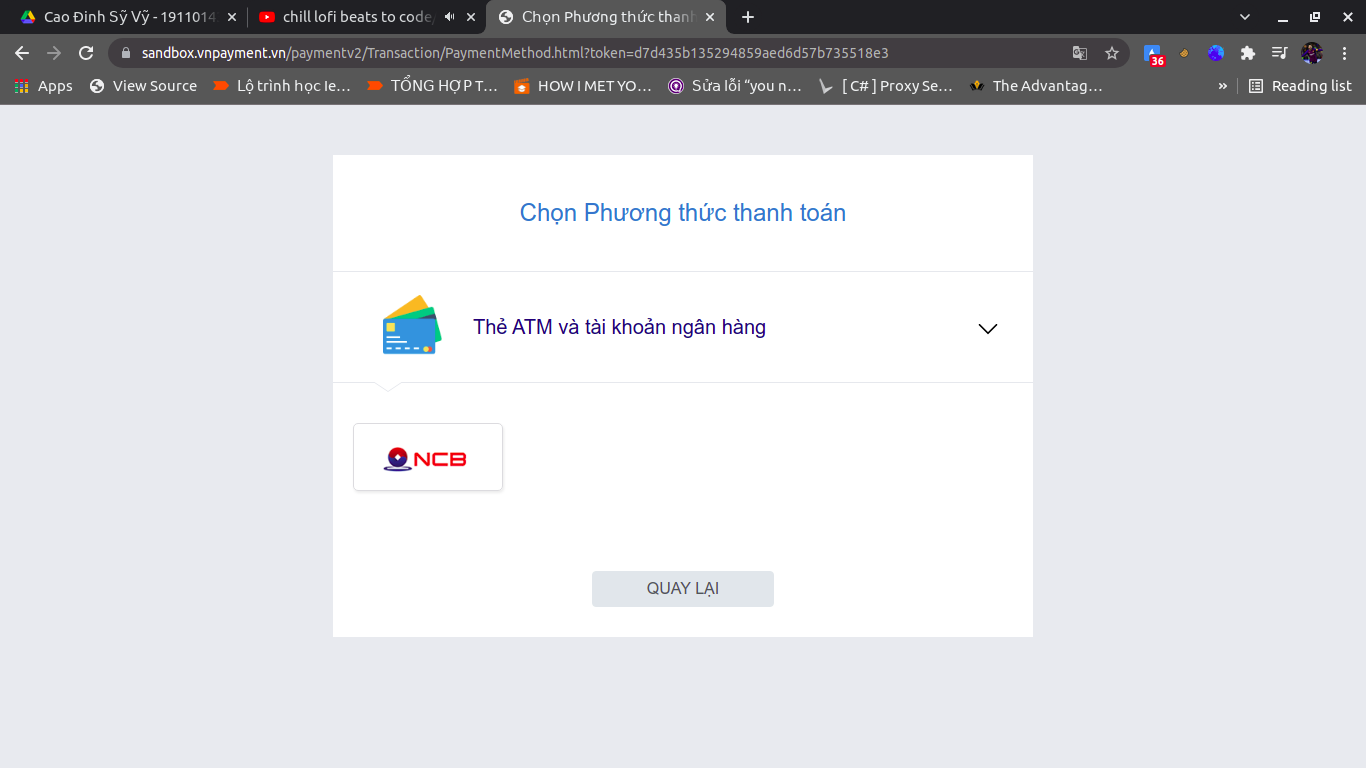 Cao Đinh Sỹ Vỹ - 1911014
chill lofi beats to code/
Chọn Phương thức thanh
sandbox.vnpayment.vn/paymentv2/Transaction/PaymentMethod.html?token=d7d435b135294859aed6d57b735518e3
36
Apps
View Source
Lộ trình học Ie...
TỔNG HỢP T...
HOW I MET YO...
Sửa lỗi “you n...
[ C# ] Proxy Se...
The Advantag...
»
Reading list
Chọn Phương thức thanh toán
Thẻ ATM và tài khoản ngân hàng
NCB
QUAY LẠI